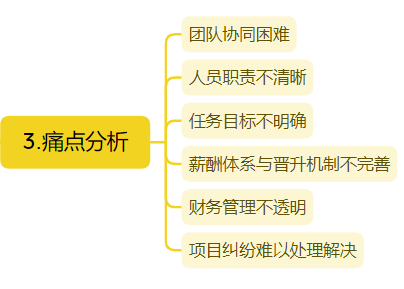 3.痛点分析
团队协同困难
人员职责不清晰
任务目标不明确
薪酬体系与晋升机制不完善
财务管理不透明
项目纠纷难以处理解决